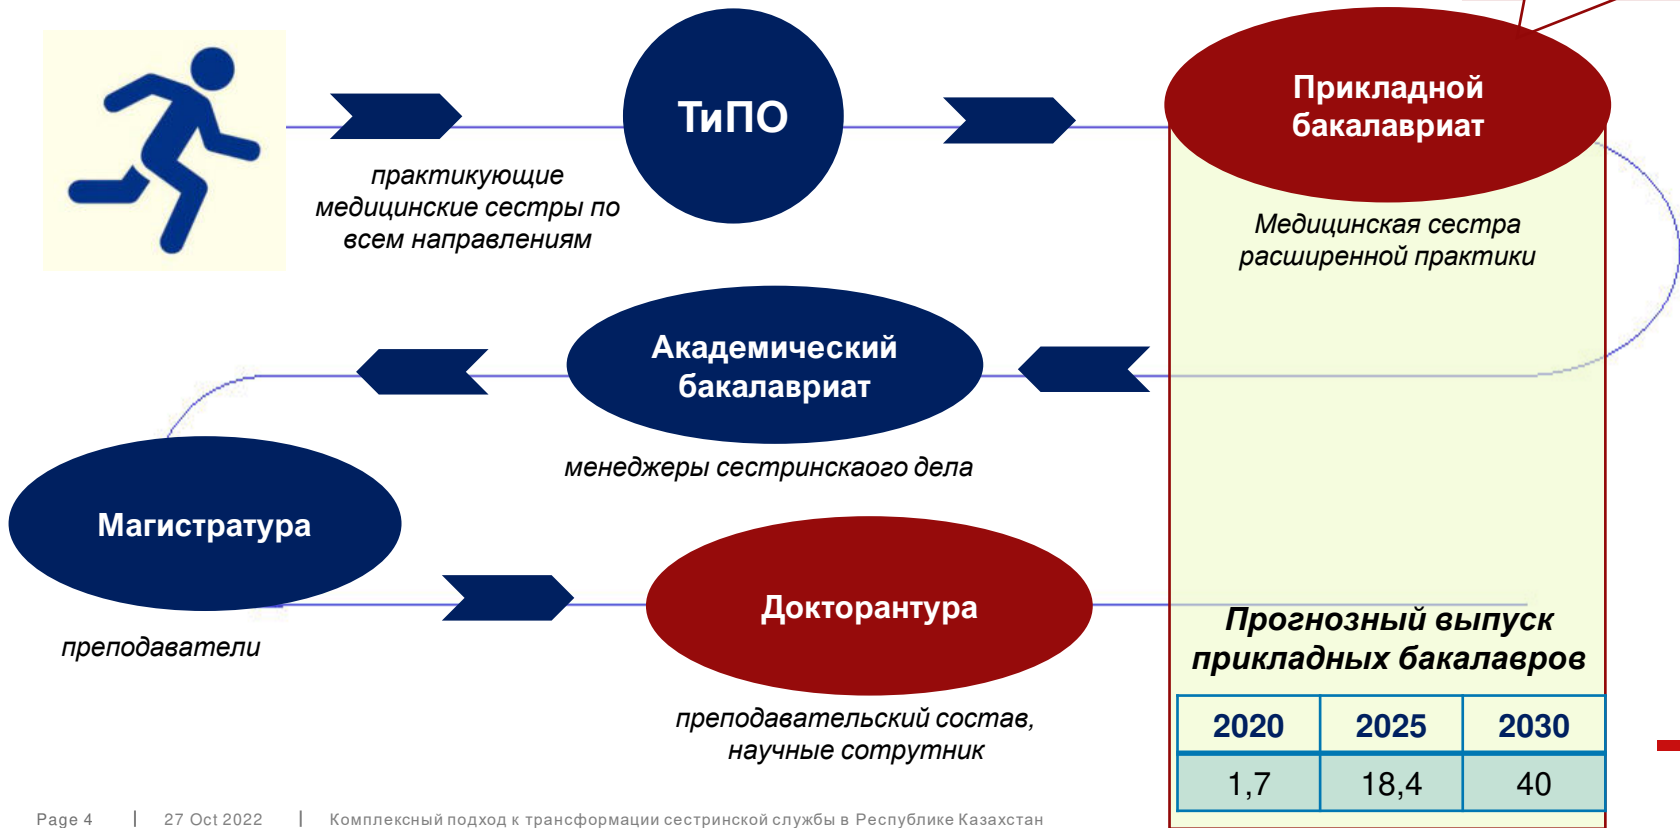 ТиПО
Прикладной
бакалавриат
практикующие
медицинские сестры по
всем направлениям
Медицинская сестра
расширенной практики
Академический
бакалавриат
менеджеры сестринскаого дела
Магистратура
преподаватели
Докторантура
преподавательский состав,
научные сотрутник
Прогнозный выпуск
прикладных бакалавров
2020 2025 2030
1,7 18,4 40
Page 4 | 27 Oct 2022 | Комплексный подход к трансформации сестринской службы в Республике Казахстан